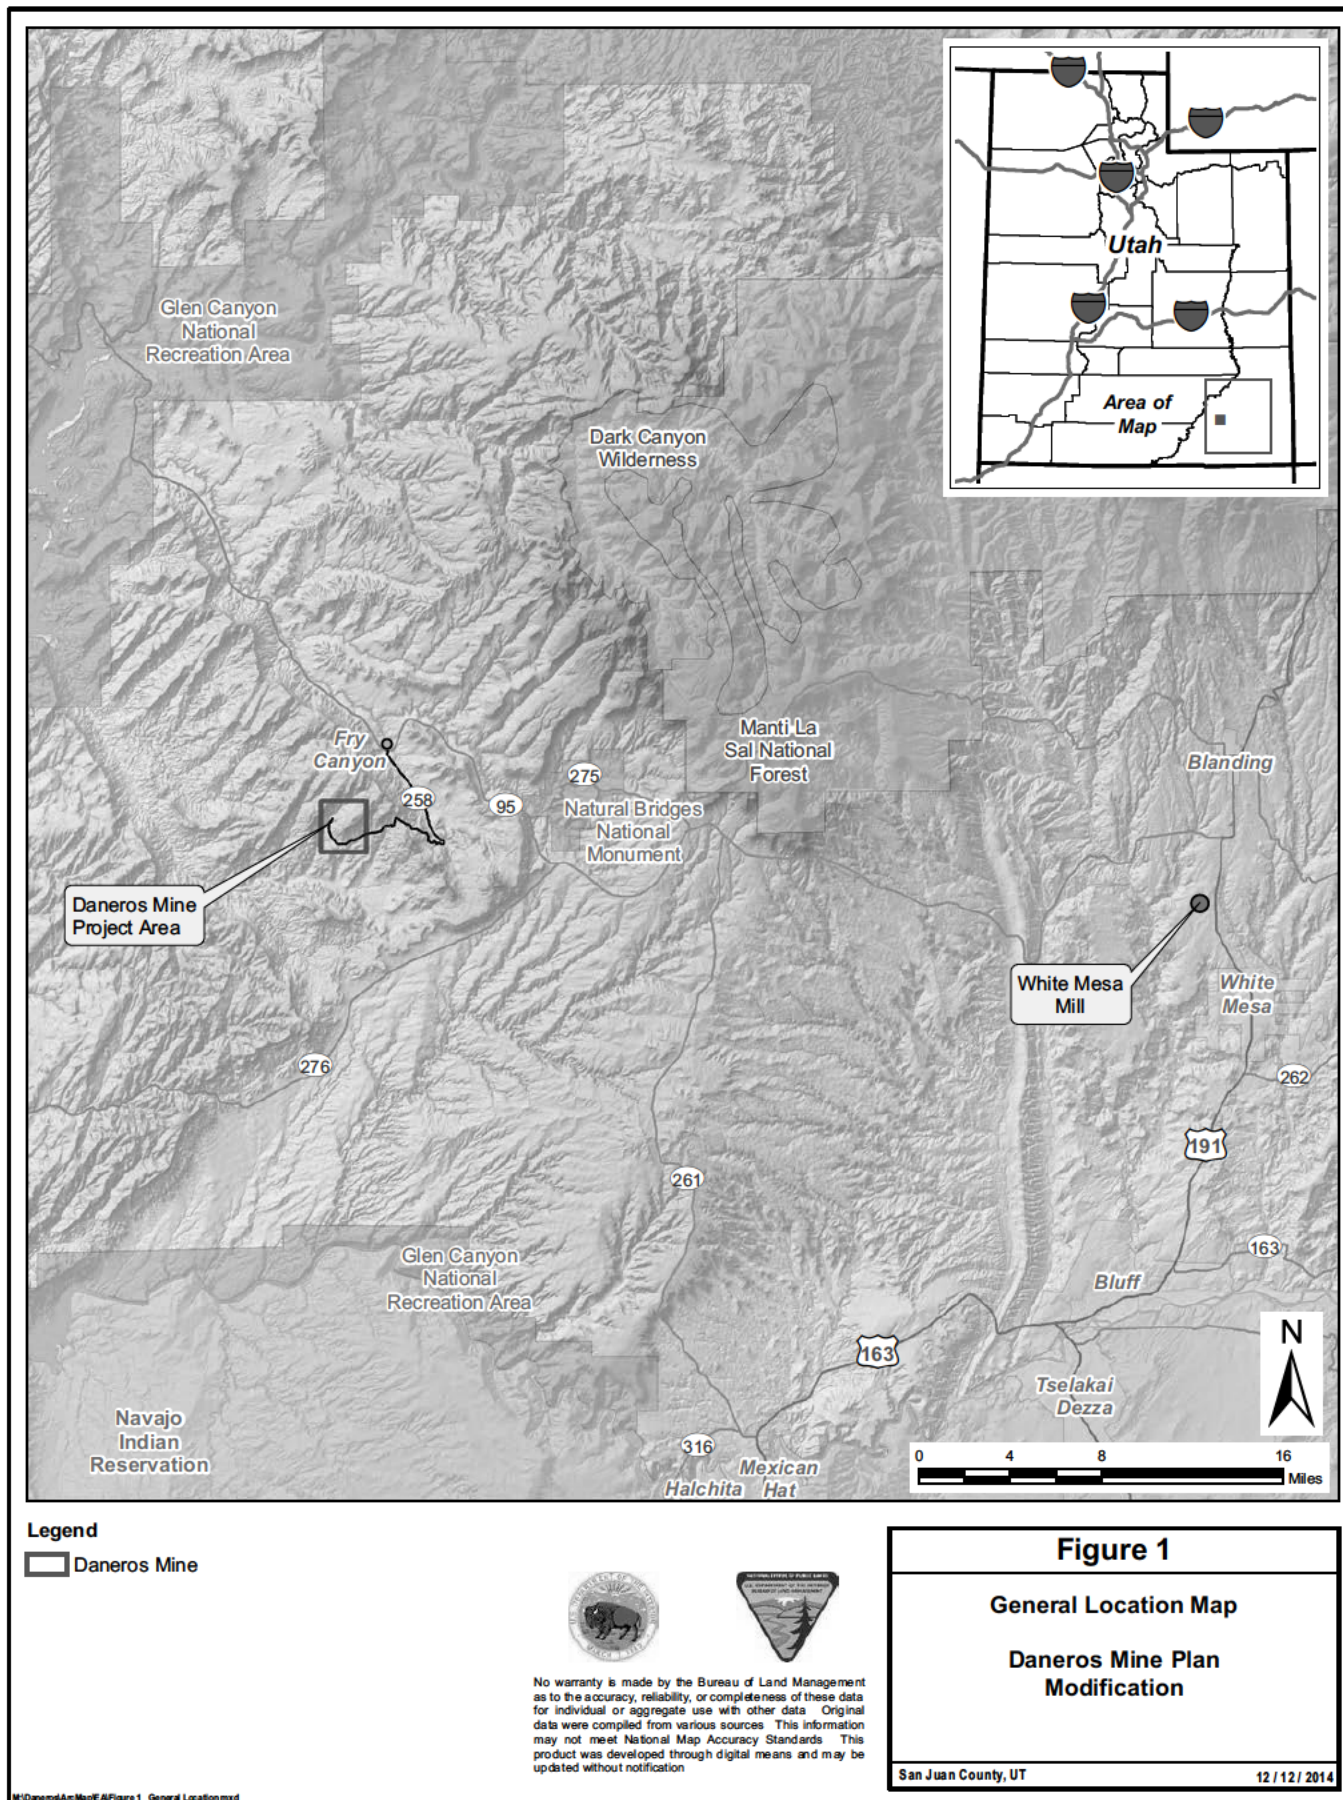 Utah
Area of
Map
Glen Canyon
National
Recreation Area
Dark Canyon
Wilderness
Fry
Canyon
Manti La
Sal National
Forest
Blanding
275
258
95
Natural Bridges
National
Monument
Daneros Mine
Project Area
White Mesa
Mill
White
Mesa
276
262
191
261
163
Glen Canyon
National
Recreation Area
Bluff
N
163
Tselakai
Dezza
Navajo
Indian
Reservation
316
Mexican
Hat
Halchita
0 4 8 16
Miles
Legend
Daneros Mine
Figure 1
General Location Map
Daneros Mine Plan
Modification
San Juan County, UT 12 / 12 / 2014
No warranty is made by the Bureau of Land Management
as to the accuracy, reliability, or completeness of these data
for individual or aggregate use with other data Original
data were compiled from various sources This information
may not meet National Map Accuracy Standards This
product was developed through digital means and may be
updated without notification